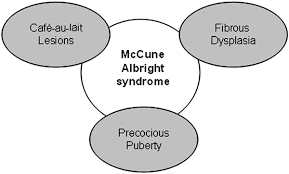 Café-au-lait
Lesions
Fibrous
Dysplasia
McCune
Albright
syndrome
Precocious
Puberty